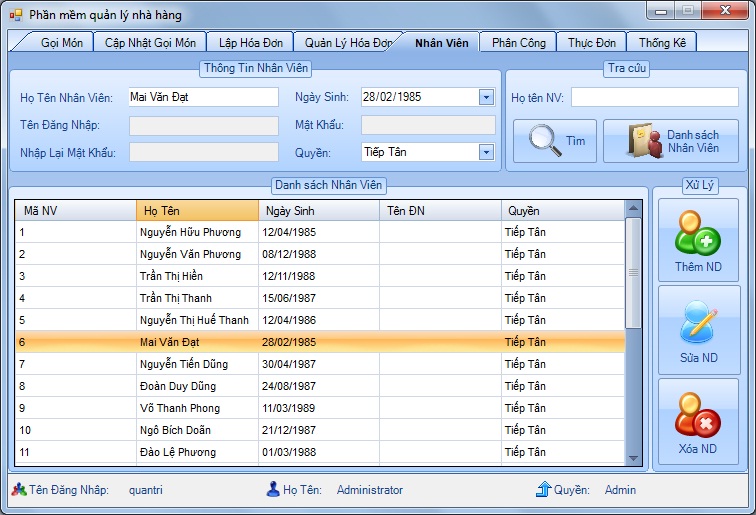 Phần mềm quản lý nhà hàng
Gọi Món Cập Nhật Gọi Món Lập Hóa Đơn Quản Lý Hóa Đơn Nhân Viên Phân Công Thực Đơn Thống Kê
Thông Tin Nhân Viên Tra cứu
Họ Tên Nhân Viên: Mai Văn Đạt Ngày Sinh: 28/02/1985 Họ tên NV:
Tên Đăng Nhập: Mật Khẩu: Tìm Danh sách Nhân Viên
Nhập Lại Mật Khẩu: Quyền: Tiếp Tân
Danh sách Nhân Viên Xử Lý
Mã NV Họ Tên Ngày Sinh Tên ĐN Quyền
1 Nguyễn Hữu Phương 12/04/1985 Tiếp Tân
2 Nguyễn Văn Phương 08/12/1988 Tiếp Tân
3 Trần Thị Hiền 12/11/1988 Tiếp Tân
Thêm ND
4 Trần Thị Thanh 15/06/1987 Tiếp Tân
5 Nguyễn Thị Huế Thanh 12/04/1986 Tiếp Tân
6 Mai Văn Đạt 28/02/1985 Tiếp Tân
Sửa ND
7 Nguyễn Tiến Dũng 30/04/1987 Tiếp Tân
8 Đoàn Duy Dũng 24/08/1987 Tiếp Tân
9 Võ Thanh Phong 11/03/1989 Tiếp Tân
10 Ngô Bích Doãn 21/12/1987 Tiếp Tân
11 Đào Lệ Phương 01/03/1988 Tiếp Tân
Xóa ND
Tên Đăng Nhập: quantri Họ Tên: Administrator Quyền: Admin